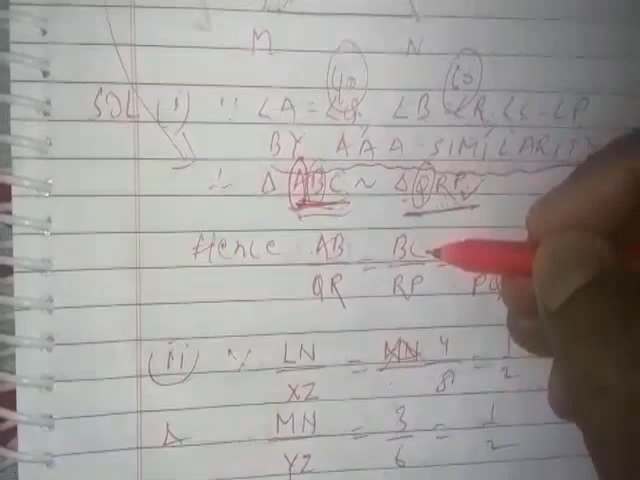 M N
40 60
SOL (i) ∵ ∠A = ∠Q ∠B = ∠R ∠C = ∠P
BY AAA SIMILARITY
∴ Δ ABC ~ Δ QRP
Hence AB/QR = BC/RP PQ
(ii) ∵ LN/XZ = 4/8 = 1/2
MN/YZ = 3/6 = 1/2